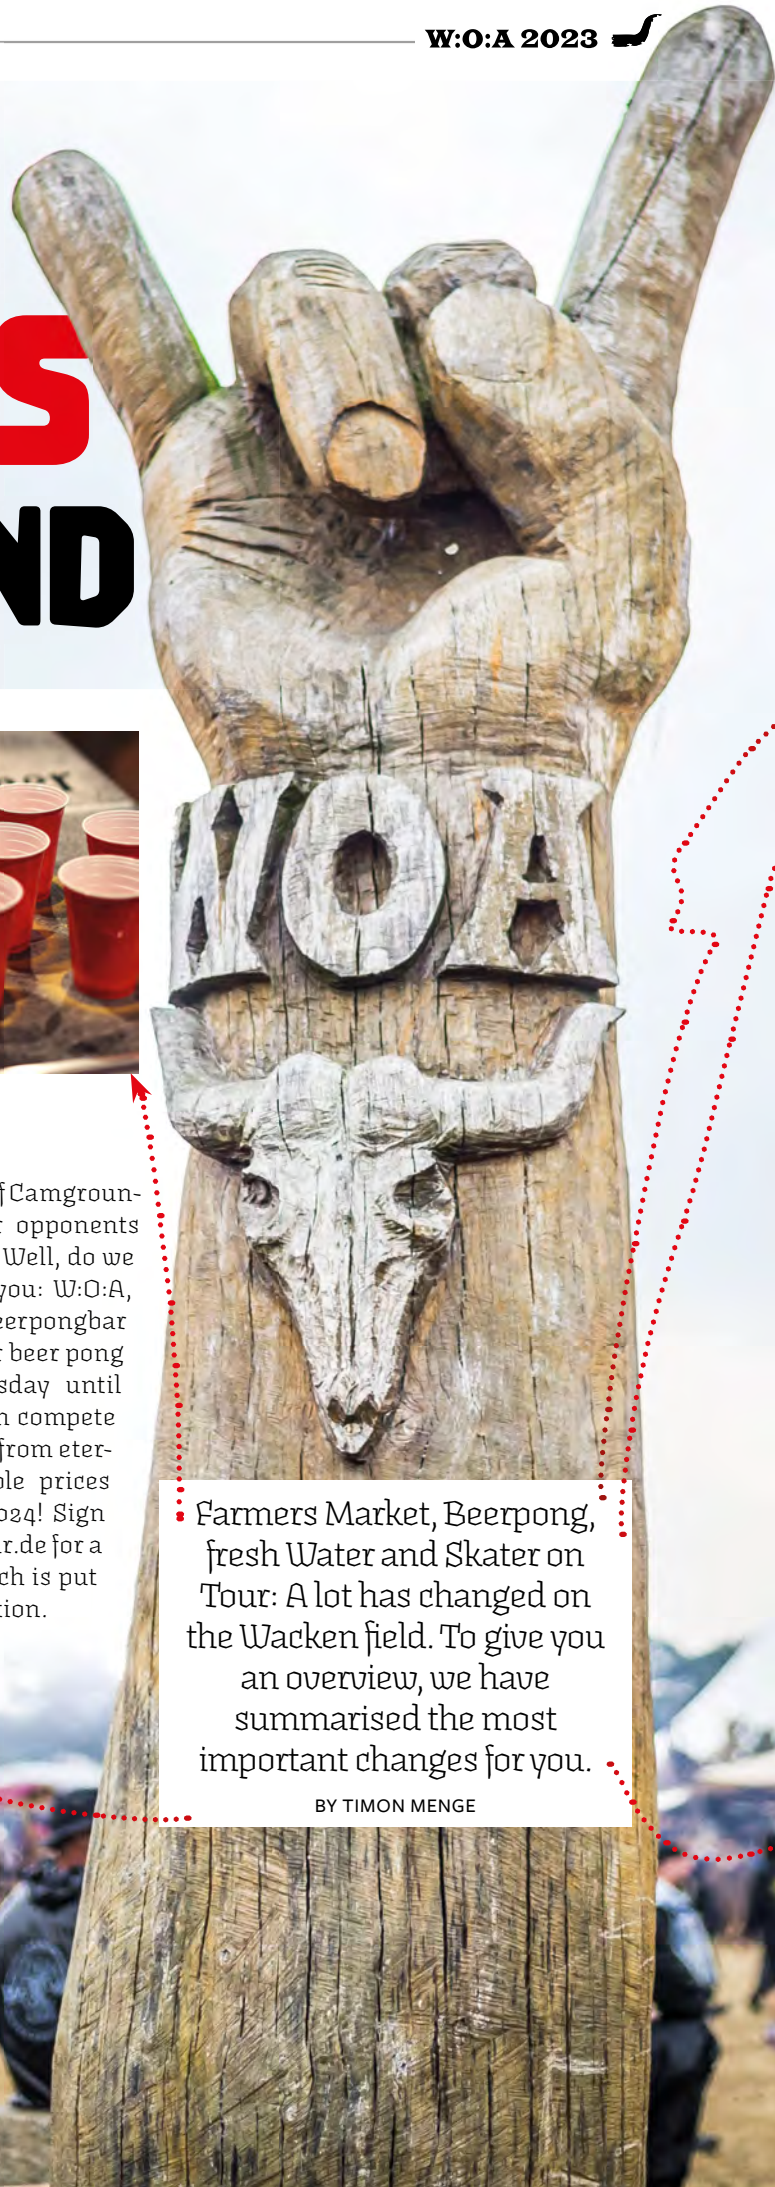 W:O:A 2023
S
ND
WOA
f Camgroun-
opponents
Well, do we
you: W:O:A,
eerpongbar
beer pong
sday until
n compete
from eter-
ble prices
024! Sign
r.de for a
ch is put
tion.
Farmers Market, Beerpong,
fresh Water and Skater on
Tour: A lot has changed on
the Wacken field. To give you
an overview, we have
summarised the most
important changes for you.
BY TIMON MENGE